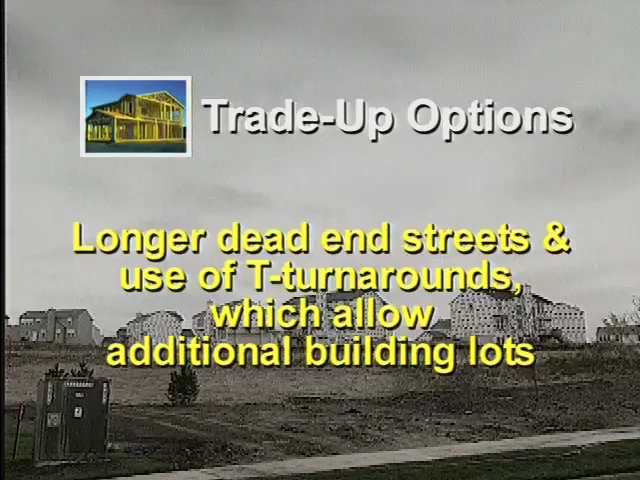 Trade-Up Options
Longer dead end streets &
use of T-turnarounds,
which allow
additional building lots